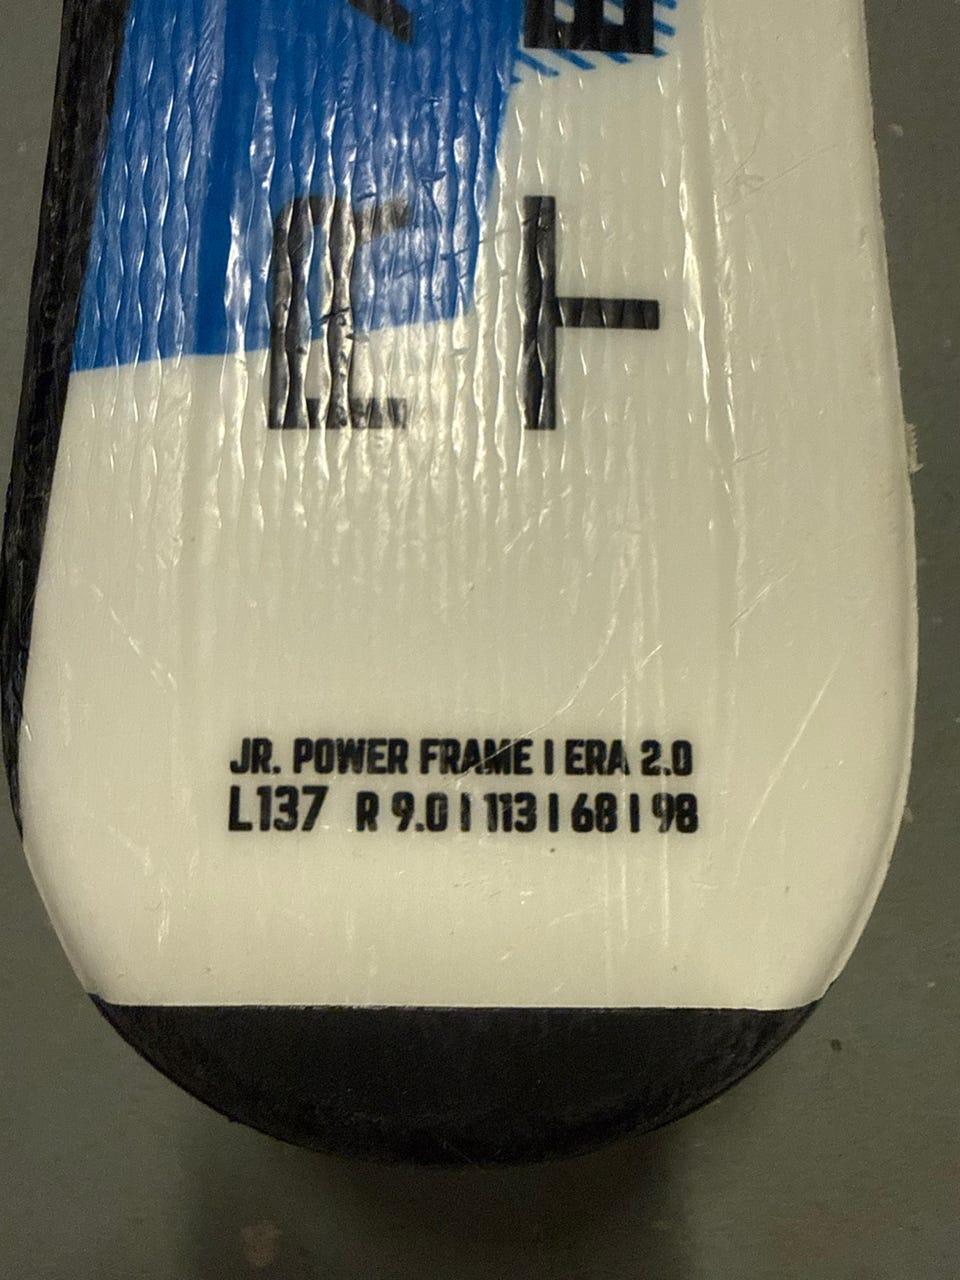 JR. POWER FRAME | ERA 2.0
L137 R 9.0 | 113 | 68 | 98